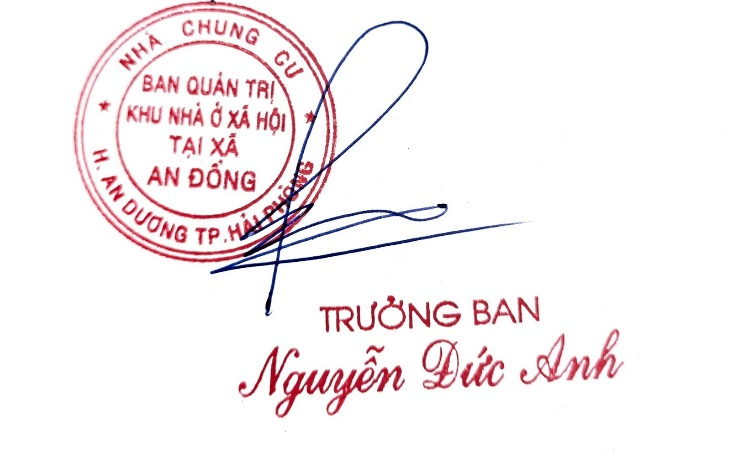 NHÀ CHUNG CƯ
BAN QUẢN TRỊ
KHU NHÀ Ở XÃ HỘI
TẠI XÃ
AN ĐỒNG
H. AN DƯƠNG TP. HẢI PHÒNG
TRƯỞNG BAN
Nguyễn Đức Anh